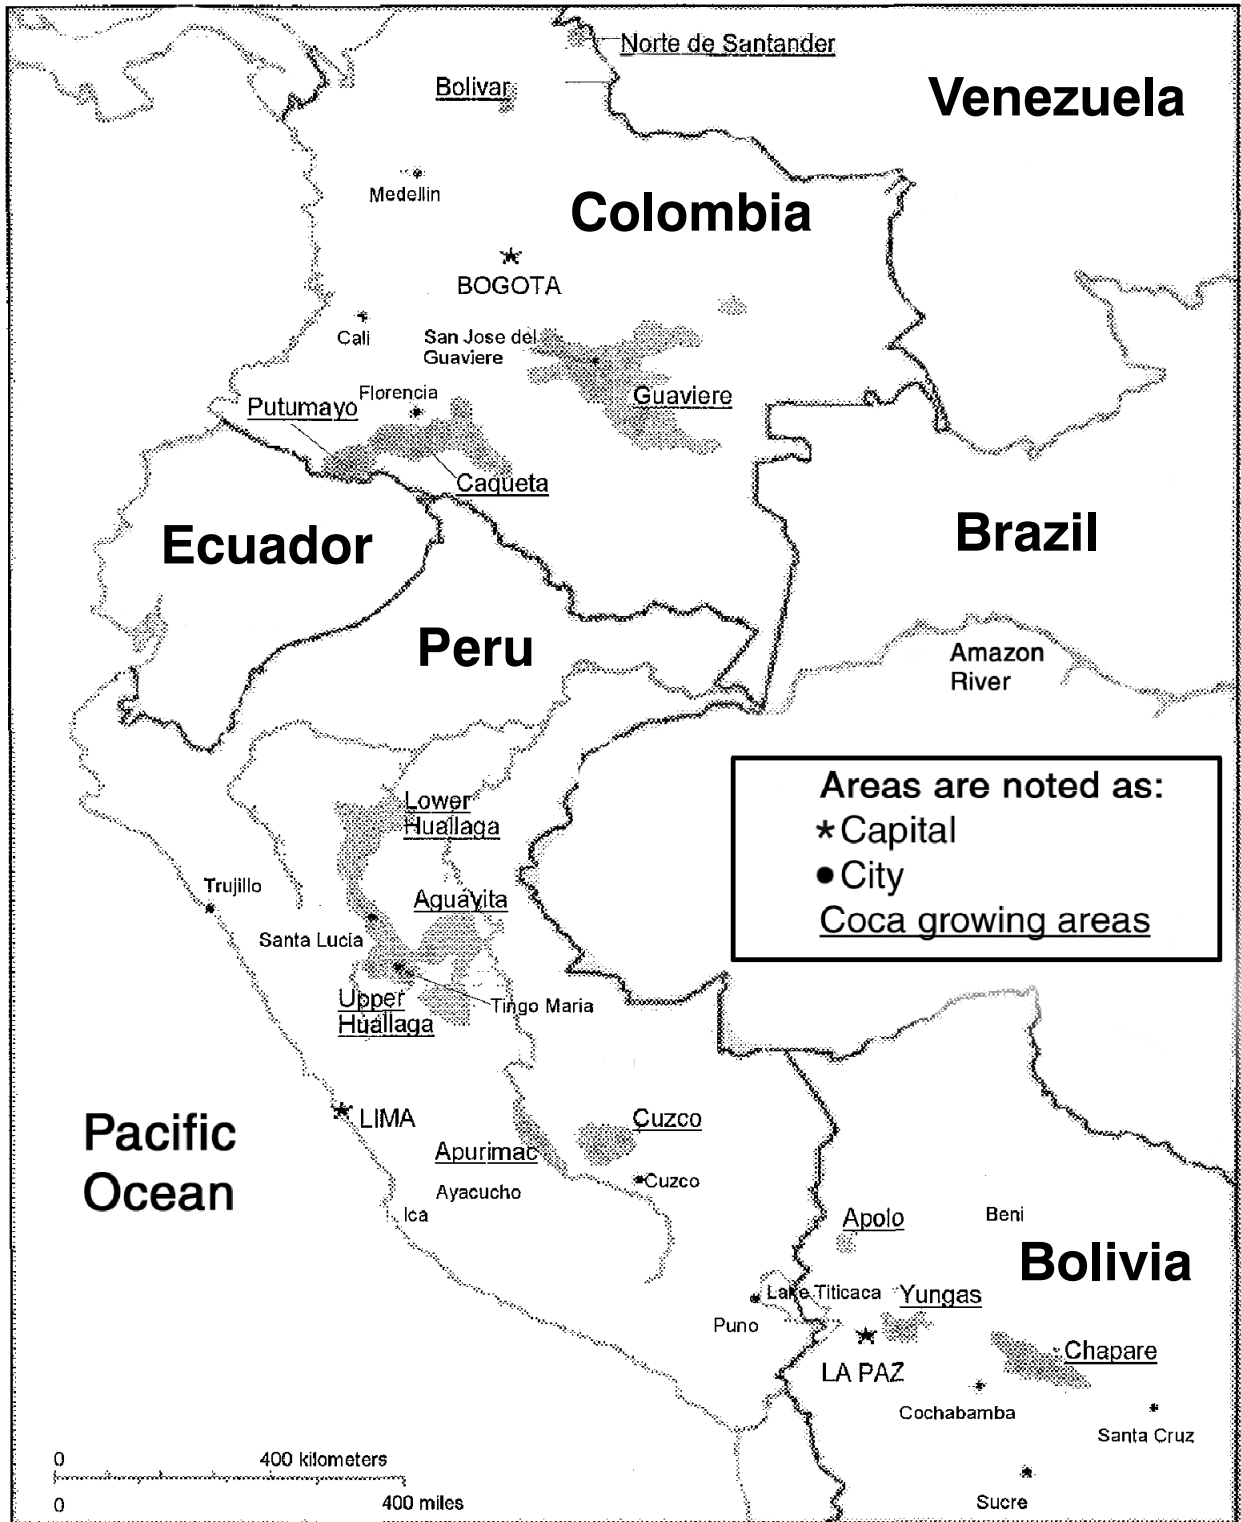 Norte de Santander
Bolivar
Venezuela
Medellin
Colombia
BOGOTA
Cali
San Jose del
Guaviere
Florencia
Guaviere
Putumayo
Caqueta
Ecuador
Brazil
Peru
Amazon
River
Lower
Huallaga
Areas are noted as:
Capital
City
Coca growing areas
Trujillo
Aguayita
Santa Lucia
Upper
Huallaga
Tingo Maria
LIMA
Pacific
Ocean
Cuzco
Apurimac
Cuzco
Ayacucho
Ica
Apolo
Beni
Bolivia
Lake Titicaca
Yungas
Puno
LA PAZ
Chapare
Cochabamba
Santa Cruz
Sucre
0
400 kilometers
0
400 miles